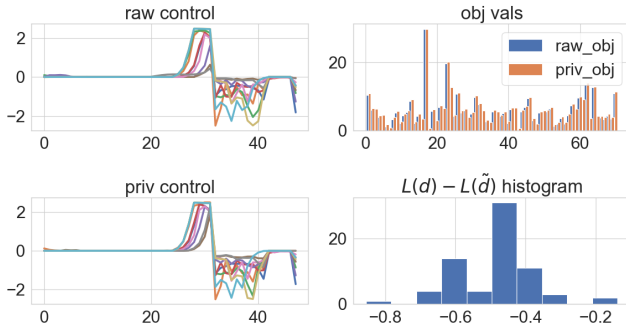 raw control
2
0
−2
0 20 40
obj vals
20
0
0 20 40 60
raw_obj
priv_obj
priv control
2
0
−2
0 20 40
L(d) − L(d̃) histogram
20
0
−0.8 −0.6 −0.4 −0.2